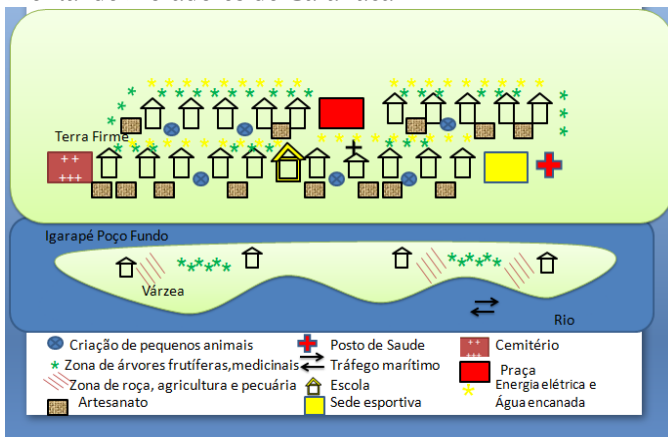 Terra Firme
Igarapé Poço Fundo
Várzea
Rio
Criação de pequenos animais
Posto de Saude
Cemitério
Zona de árvores frutíferas,medicinais
Tráfego marítimo
Praça
Zona de roça, agricultura e pecuária
Escola
Energia elétrica e
Água encanada
Artesanato
Sede esportiva